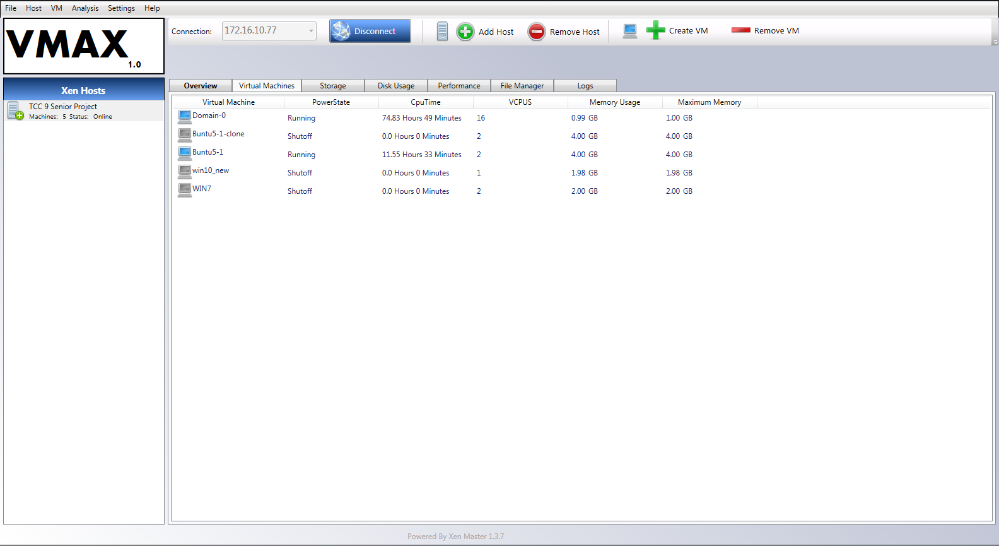 File Host VM Analysis Settings Help
VMAX
1.0
Connection: 172.16.10.77 Disconnect Add Host Remove Host Create VM Remove VM
Xen Hosts
TCC 9 Senior Project
Machines: 5 Status: Online
Overview Virtual Machines Storage Disk Usage Performance File Manager Logs
Virtual Machine PowerState CpuTime VCPUS Memory Usage Maximum Memory
Domain-0 Running 74.83 Hours 49 Minutes 16 0.99 GB 1.00 GB
Buntu5-1-clone Shutoff 0.0 Hours 0 Minutes 2 4.00 GB 4.00 GB
Buntu5-1 Running 11.55 Hours 33 Minutes 2 4.00 GB 4.00 GB
win10_new Shutoff 0.0 Hours 0 Minutes 1 1.98 GB 1.98 GB
WIN7 Shutoff 0.0 Hours 0 Minutes 2 2.00 GB 2.00 GB
Powered By Xen Master 1.3.7